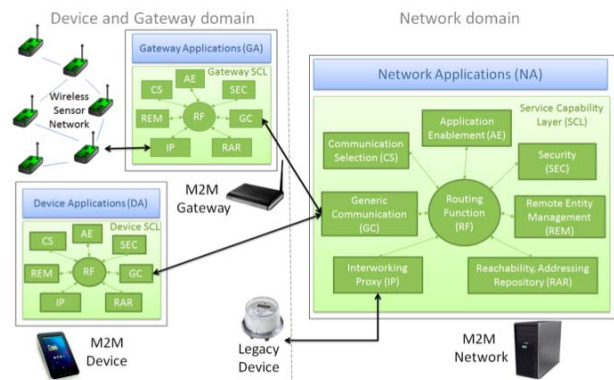 Device and Gateway domain
Network domain
Gateway Applications (GA)
Gateway SCL
AE
CS
SEC
REM
RF
GC
IP
RAR
Wireless
Sensor
Network
M2M
Gateway
Device Applications (DA)
Device SCL
AE
CS
SEC
REM
RF
GC
IP
RAR
M2M
Device
Legacy
Device
Network Applications (NA)
Service Capability
Layer (SCL)
Application
Enablement (AE)
Communication
Selection (CS)
Security
(SEC)
Generic
Communication
(GC)
Routing
Function
(RF)
Remote Entity
Management (REM)
Interworking
Proxy (IP)
Reachability, Addressing
Repository (RAR)
M2M
Network